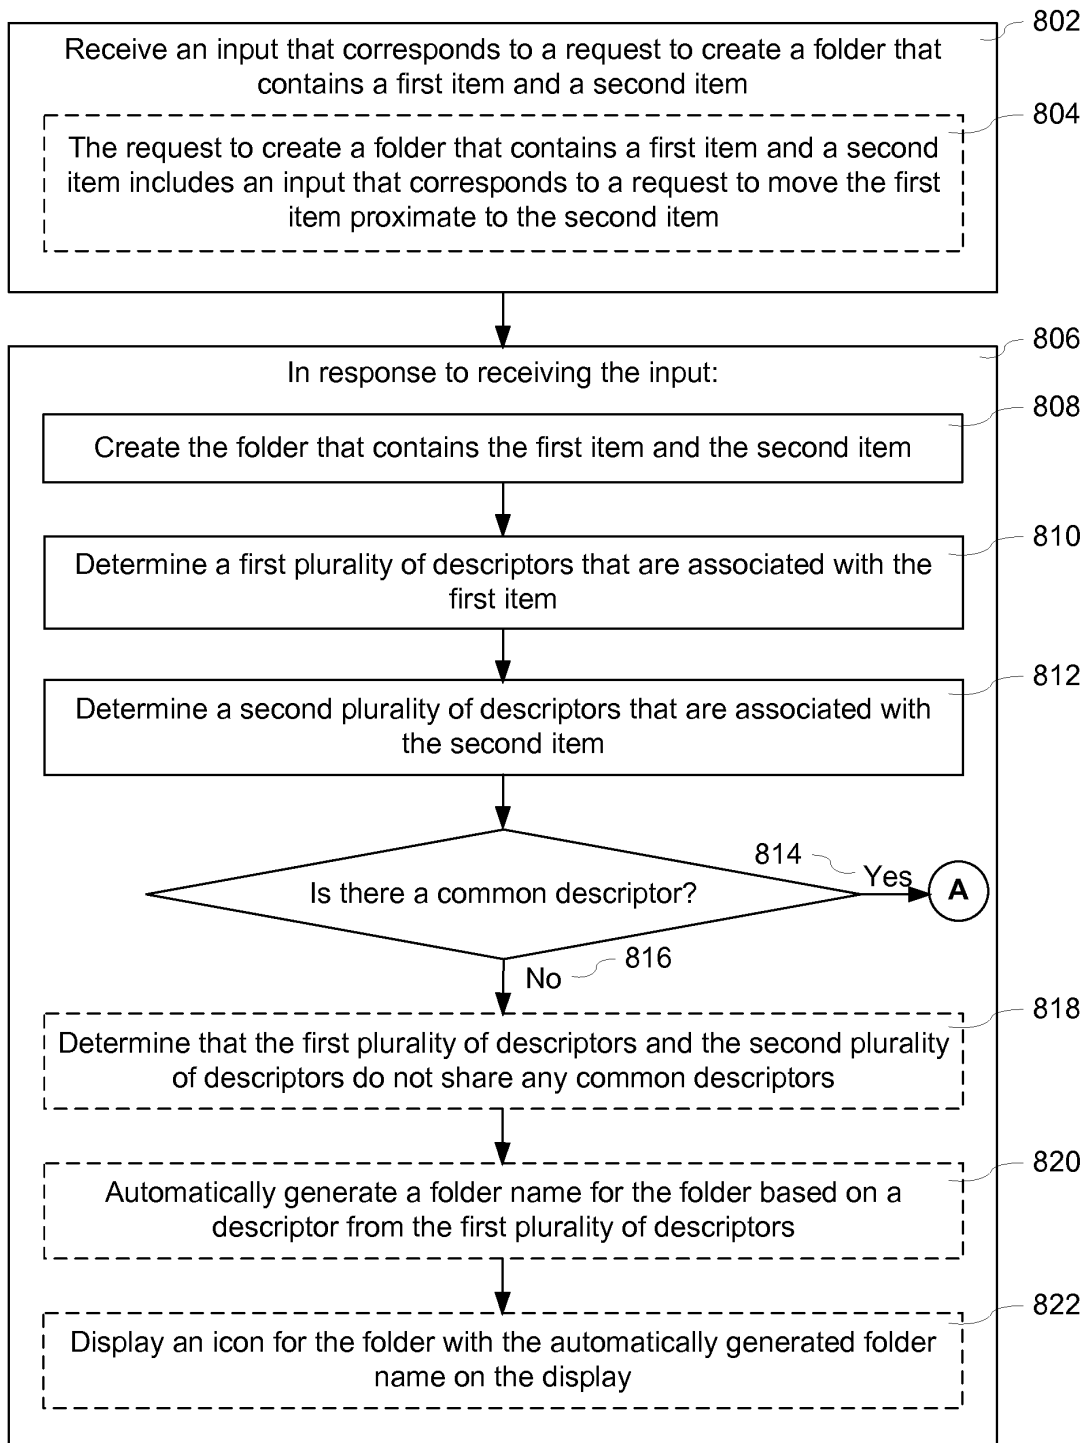 802
Receive an input that corresponds to a request to create a folder that
contains a first item and a second item
804
The request to create a folder that contains a first item and a second
item includes an input that corresponds to a request to move the first
item proximate to the second item
806
In response to receiving the input:
808
Create the folder that contains the first item and the second item
810
Determine a first plurality of descriptors that are associated with the
first item
812
Determine a second plurality of descriptors that are associated with
the second item
814
Yes
A
Is there a common descriptor?
816
No
818
Determine that the first plurality of descriptors and the second plurality
of descriptors do not share any common descriptors
820
Automatically generate a folder name for the folder based on a
descriptor from the first plurality of descriptors
822
Display an icon for the folder with the automatically generated folder
name on the display